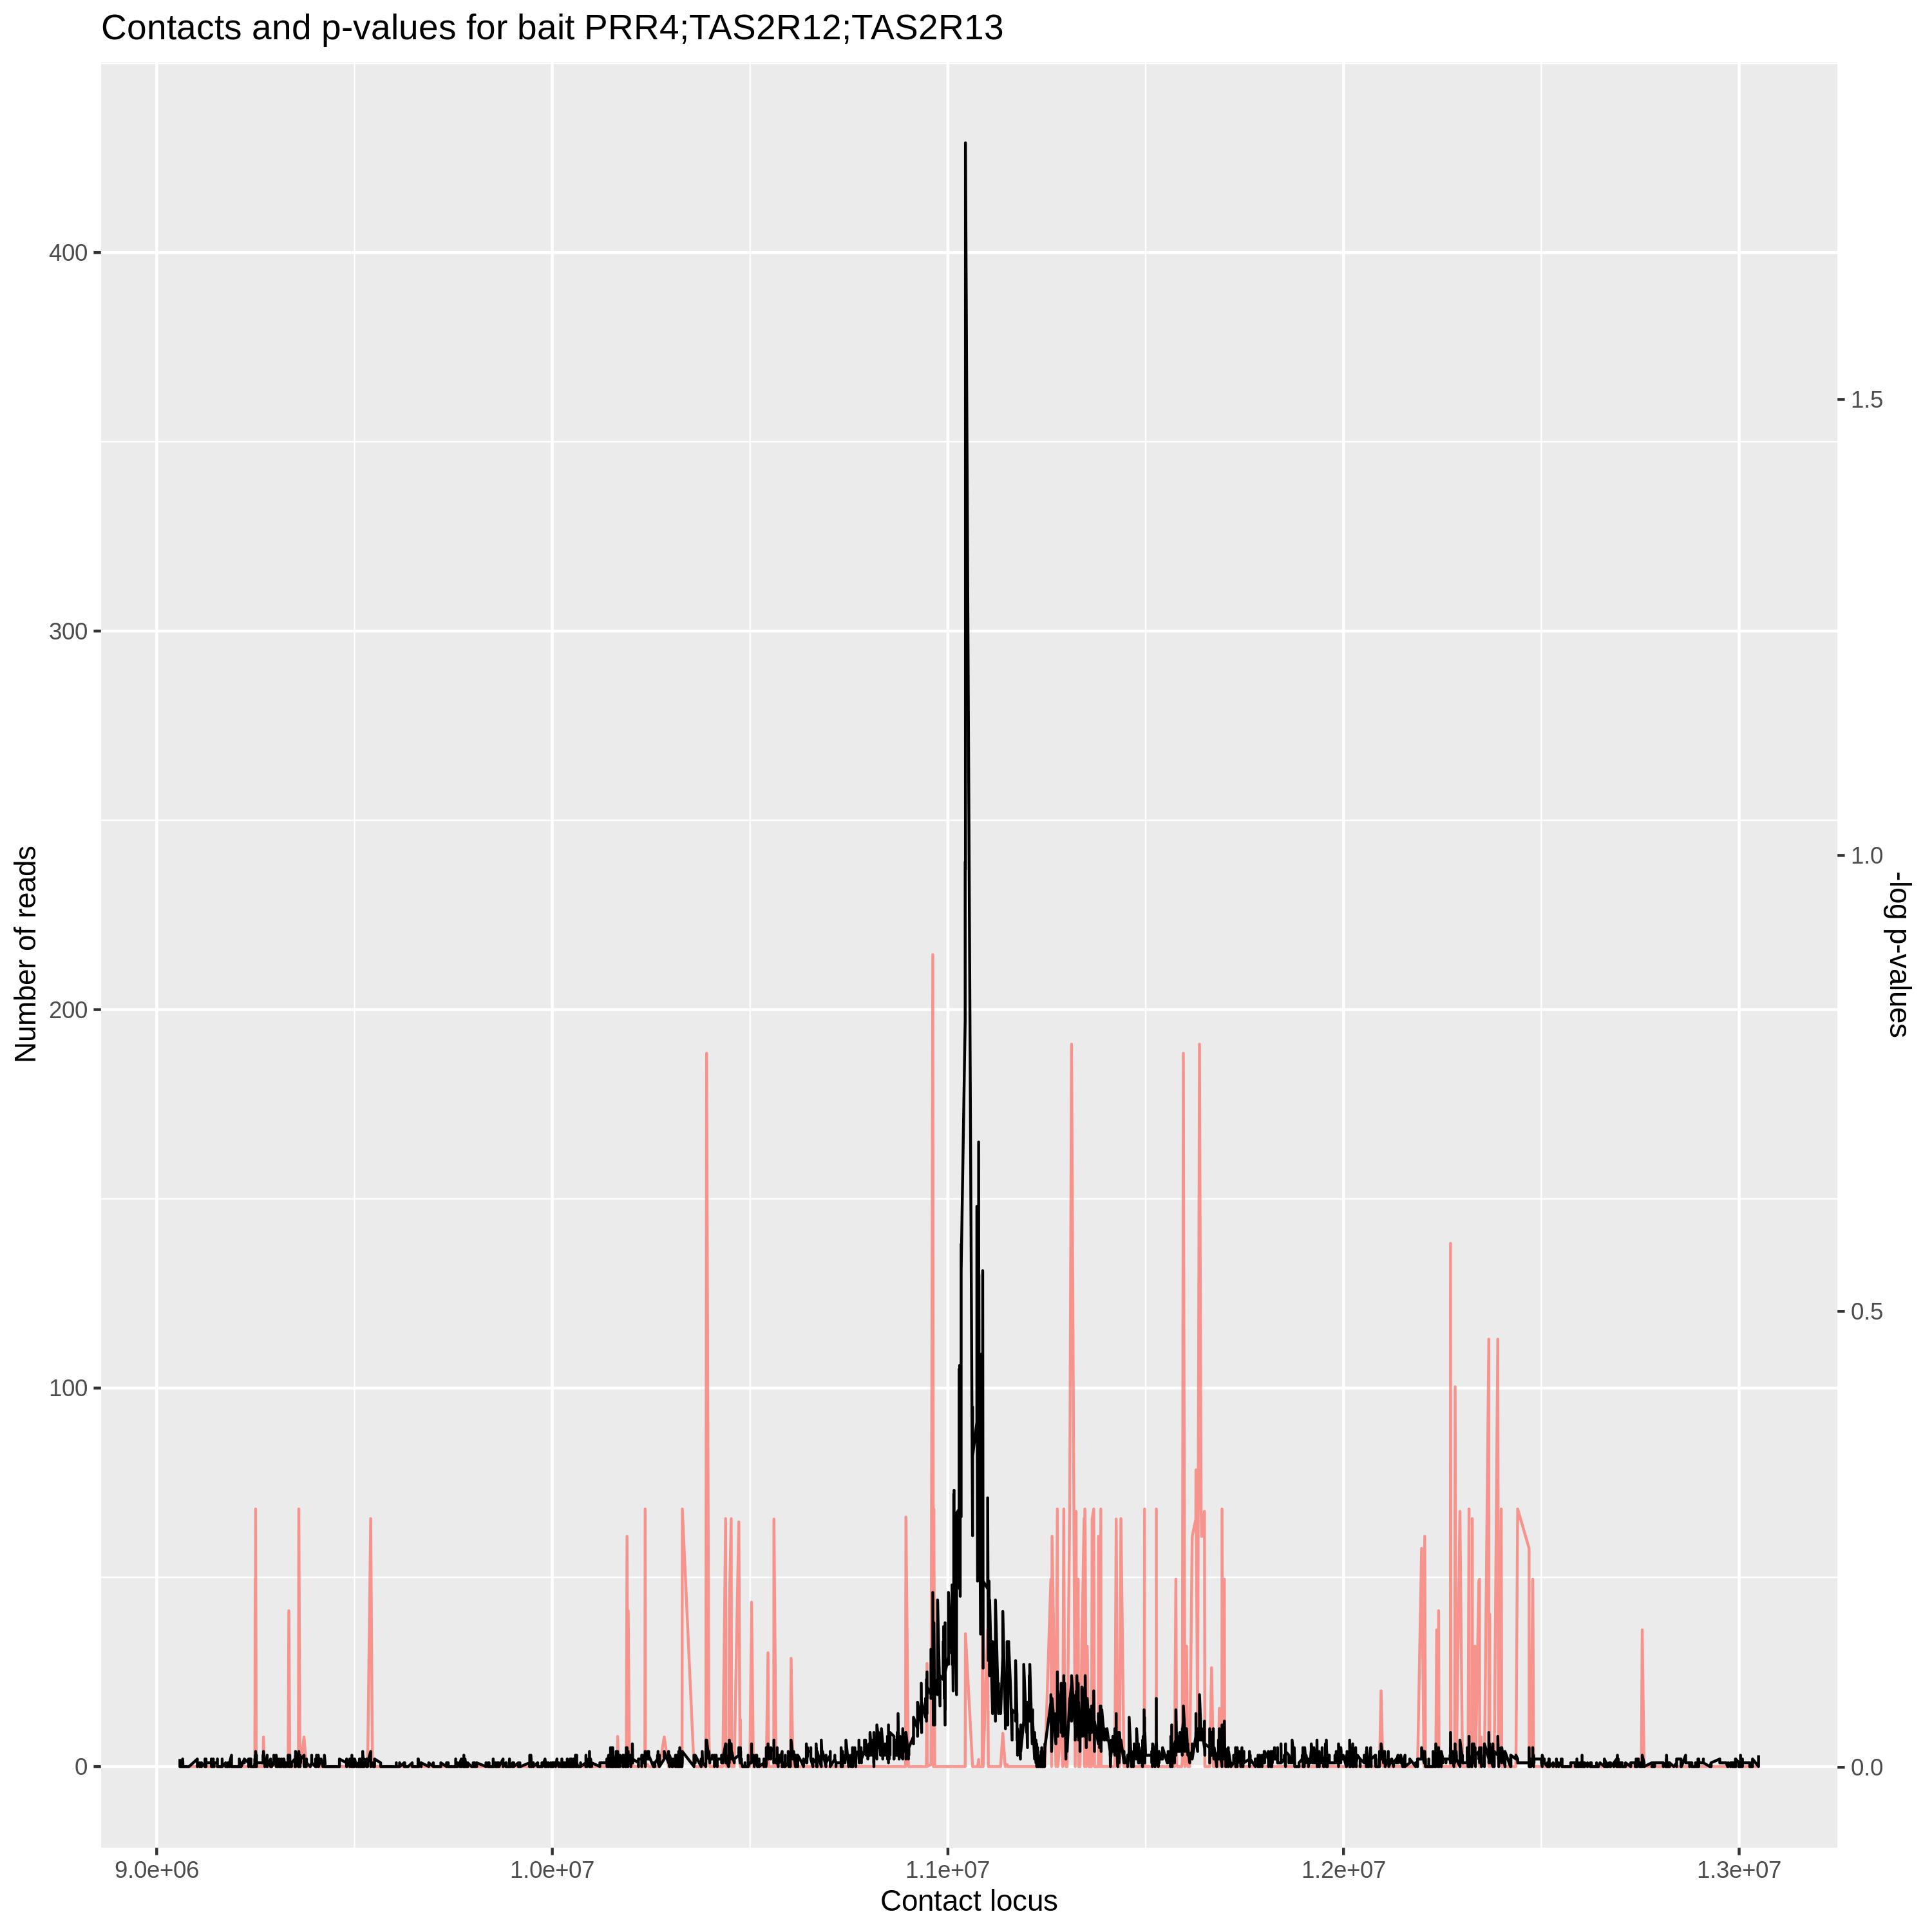 Contacts and p-values for bait PRR4;TAS2R12;TAS2R13
400
300
200
100
0
Number of reads
1.5
1.0
0.5
0.0
-log p-values
9.0e+06
1.0e+07
1.1e+07
1.2e+07
1.3e+07
Contact locus